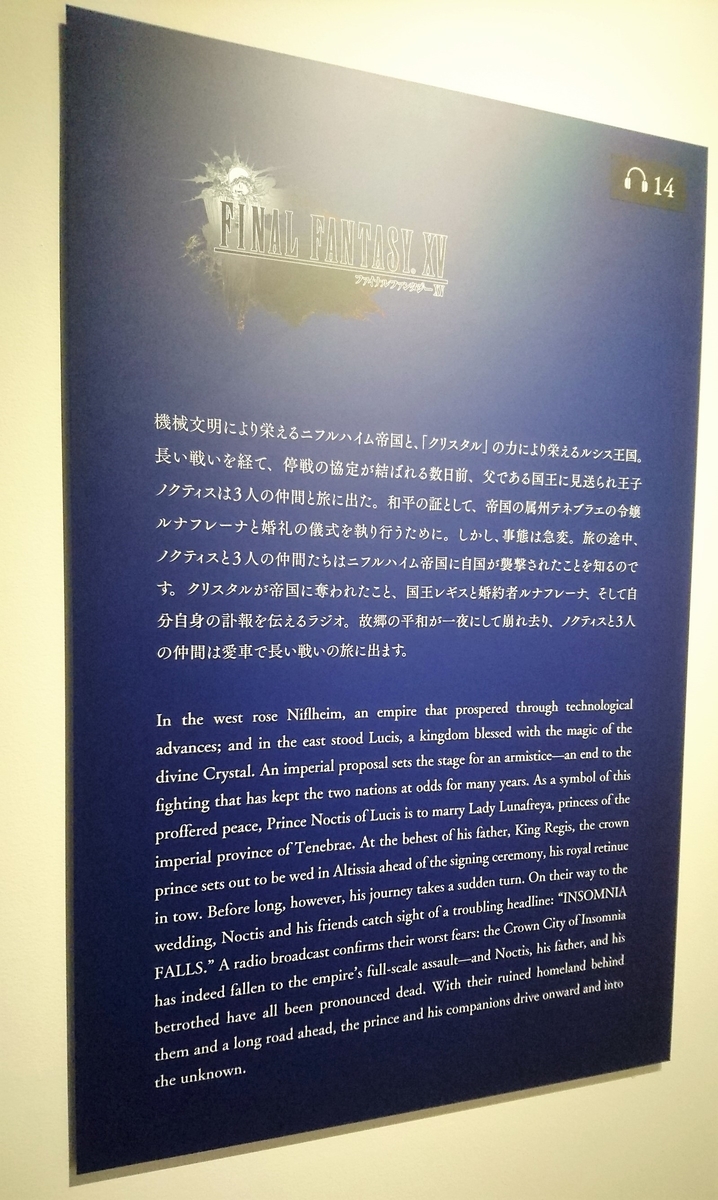 14
FINAL FANTASY XV
ファイナルファンタジーXV
機械文明により栄えるニフルハイム帝国と、「クリスタル」の力により栄えるルシス王国。
長い戦いを経て、停戦の協定が結ばれる数日前、父である国王に見送られ王子
ノクティスは3人の仲間と旅に出た。和平の証として、帝国の属州テネブラエの令嬢
ルナフレーナと婚礼の儀式を執り行うために。しかし、事態は急変。旅の途中、
ノクティスと3人の仲間たちはニフルハイム帝国に自国が襲撃されたことを知るので
す。クリスタルが帝国に奪われたこと、国王レギスと婚約者ルナフレーナ、そして自
分自身の訃報を伝えるラジオ。故郷の平和が一夜にして崩れ去り、ノクティスと3人
の仲間は愛車で長い戦いの旅に出ます。
In the west rose Niflheim, an empire that prospered through technological
advances; and in the east stood Lucis, a kingdom blessed with the magic of the
divine Crystal. An imperial proposal sets the stage for an armistice—an end to the
fighting that has kept the two nations at odds for many years. As a symbol of this
proffered peace, Prince Noctis of Lucis is to marry Lady Lunafreya, princess of the
imperial province of Tenebrae. At the behest of his father, King Regis, the crown
prince sets out to be wed in Altissia ahead of the signing ceremony, his royal retinue
in tow. Before long, however, his journey takes a sudden turn. On their way to the
wedding, Noctis and his friends catch sight of a troubling headline: “INSOMNIA
FALLS.” A radio broadcast confirms their worst fears: the Crown City of Insomnia
has indeed fallen to the empire’s full-scale assault—and Noctis, his father, and his
betrothed have all been pronounced dead. With their ruined homeland behind
them and a long road ahead, the prince and his companions drive onward and into
the unknown.